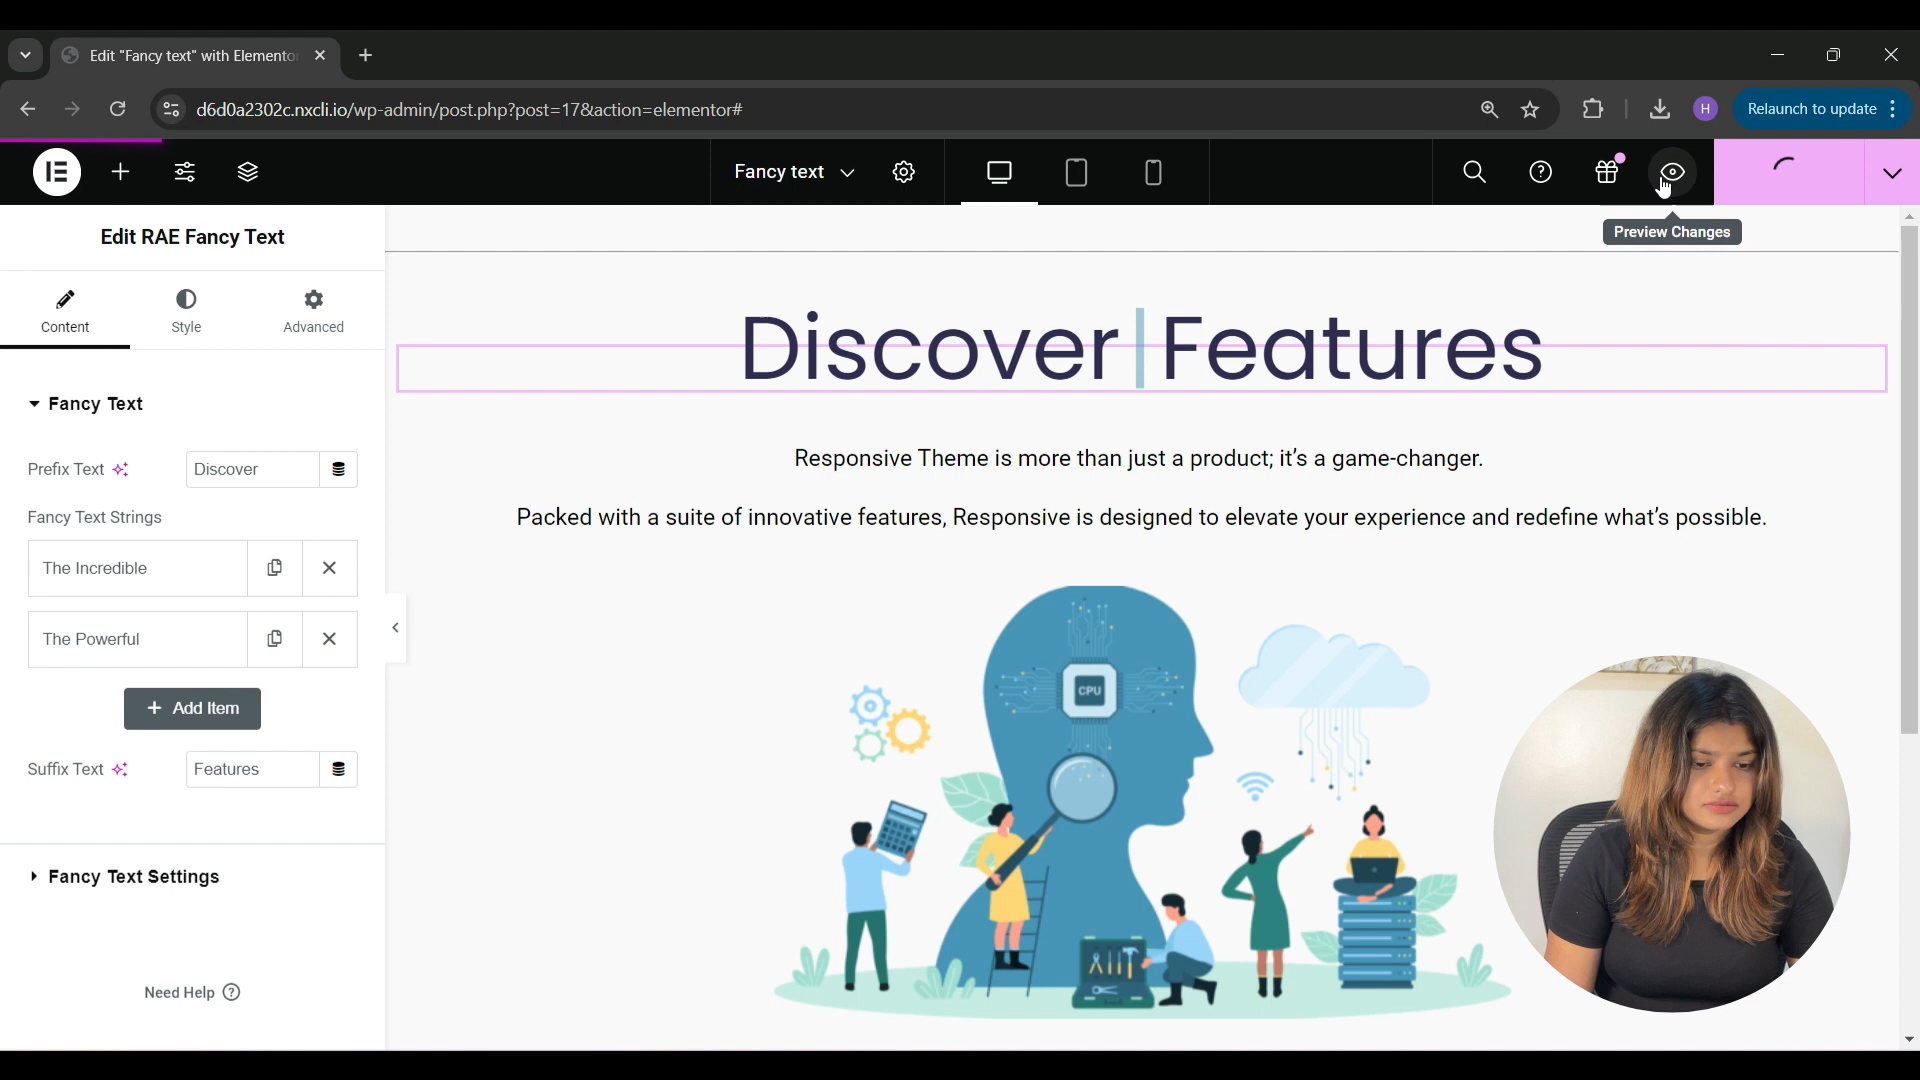 Edit "Fancy text" with Elemento
d6d0a2302c.nxcli.io/wp-admin/post.php?post=17&action=elementor#
H
Relaunch to update
Fancy text
Preview Changes
Edit RAE Fancy Text
Content
Style
Advanced
Fancy Text
Prefix Text
Discover
Fancy Text Strings
The Incredible
The Powerful
+ Add Item
Suffix Text
Features
Fancy Text Settings
Need Help
Discover Features
Responsive Theme is more than just a product; it’s a game-changer.
Packed with a suite of innovative features, Responsive is designed to elevate your experience and redefine what’s possible.
CPU